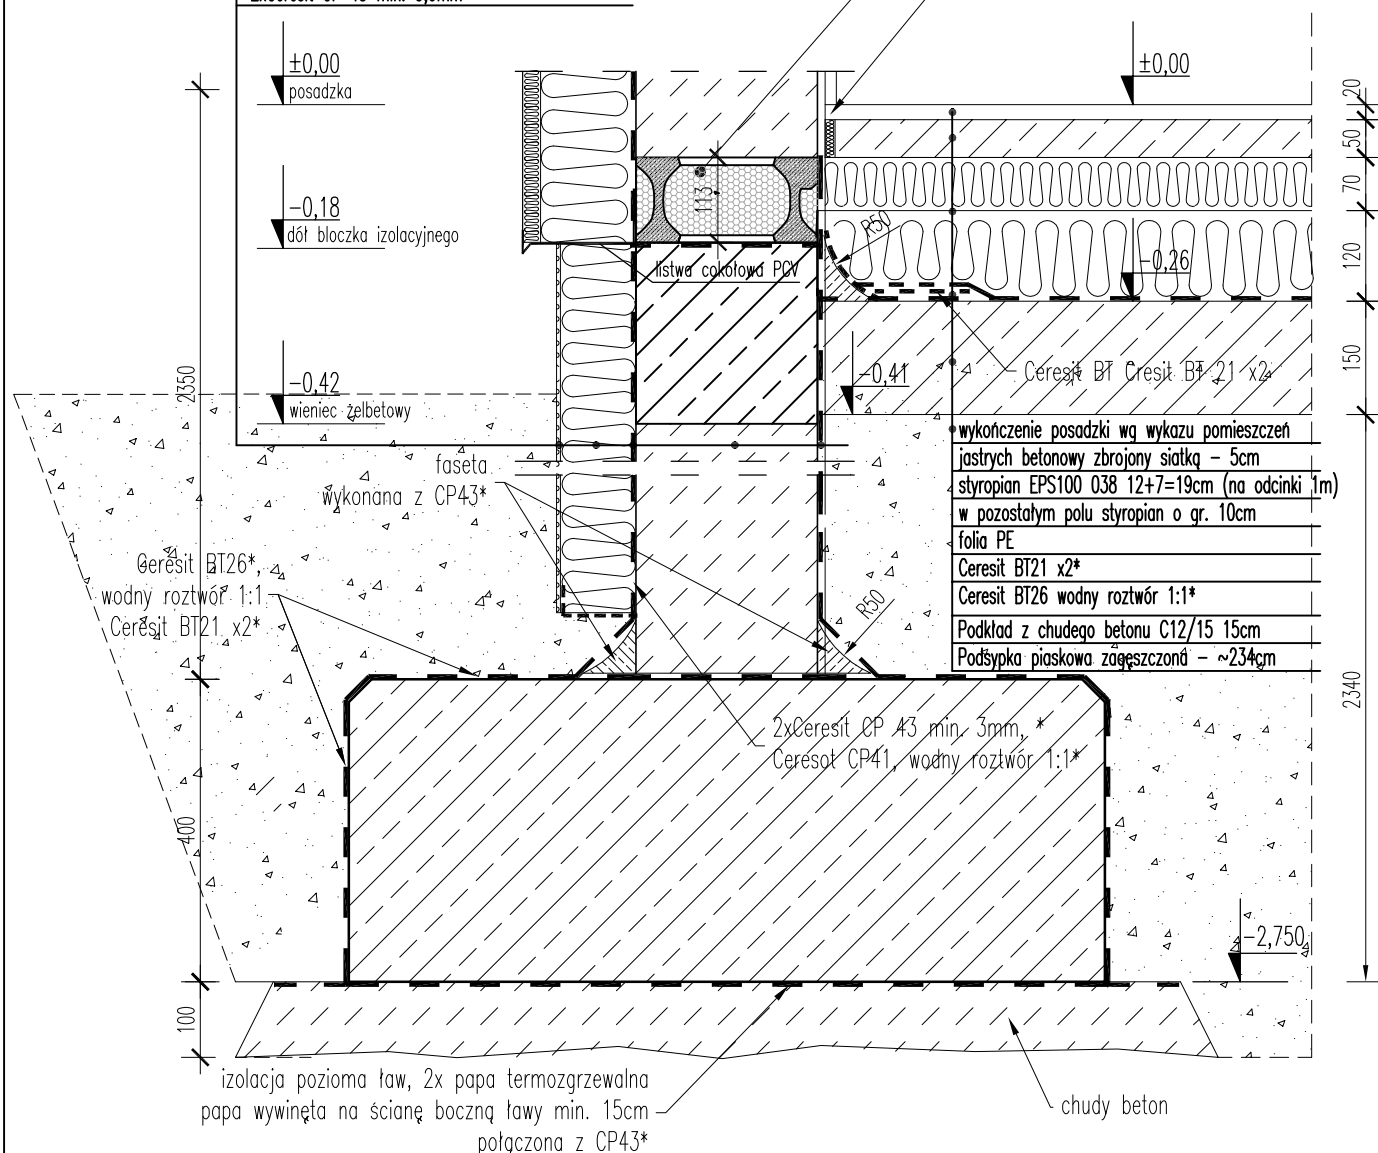 ±0,00
posadzka
±0,00
20
50
70
120
150
2340
-0,18
dół bloczka izolacyjnego
113
R50
-0,26
listwa cokołowa PCV
2350
-0,42
wieniec żelbetowy
-0,41
Ceresit BT Cresit BT 21 x2
faseta
wykonana z CP43*
wykończenie posadzki wg wykazu pomieszczeń
jastrych betonowy zbrojony siatką - 5cm
styropian EPS100 038 12+7=19cm (na odcinki 1m)
w pozostałym polu styropian o gr. 10cm
folia PE
Ceresit BT21 x2*
Ceresit BT26 wodny roztwór 1:1*
Podkład z chudego betonu C12/15 15cm
Podsypka piaskowa zagęszczona - ~234cm
Ceresit BT26*,
wodny roztwór 1:1
Ceresit BT21 x2*
R50
2xCeresit CP 43 min. 3mm, *
Ceresot CP41, wodny roztwór 1:1*
400
-2,750
100
izolacja pozioma ław, 2x papa termozgrzewalna
papa wywinęta na ścianę boczną ławy min. 15cm
połączona z CP43*
chudy beton